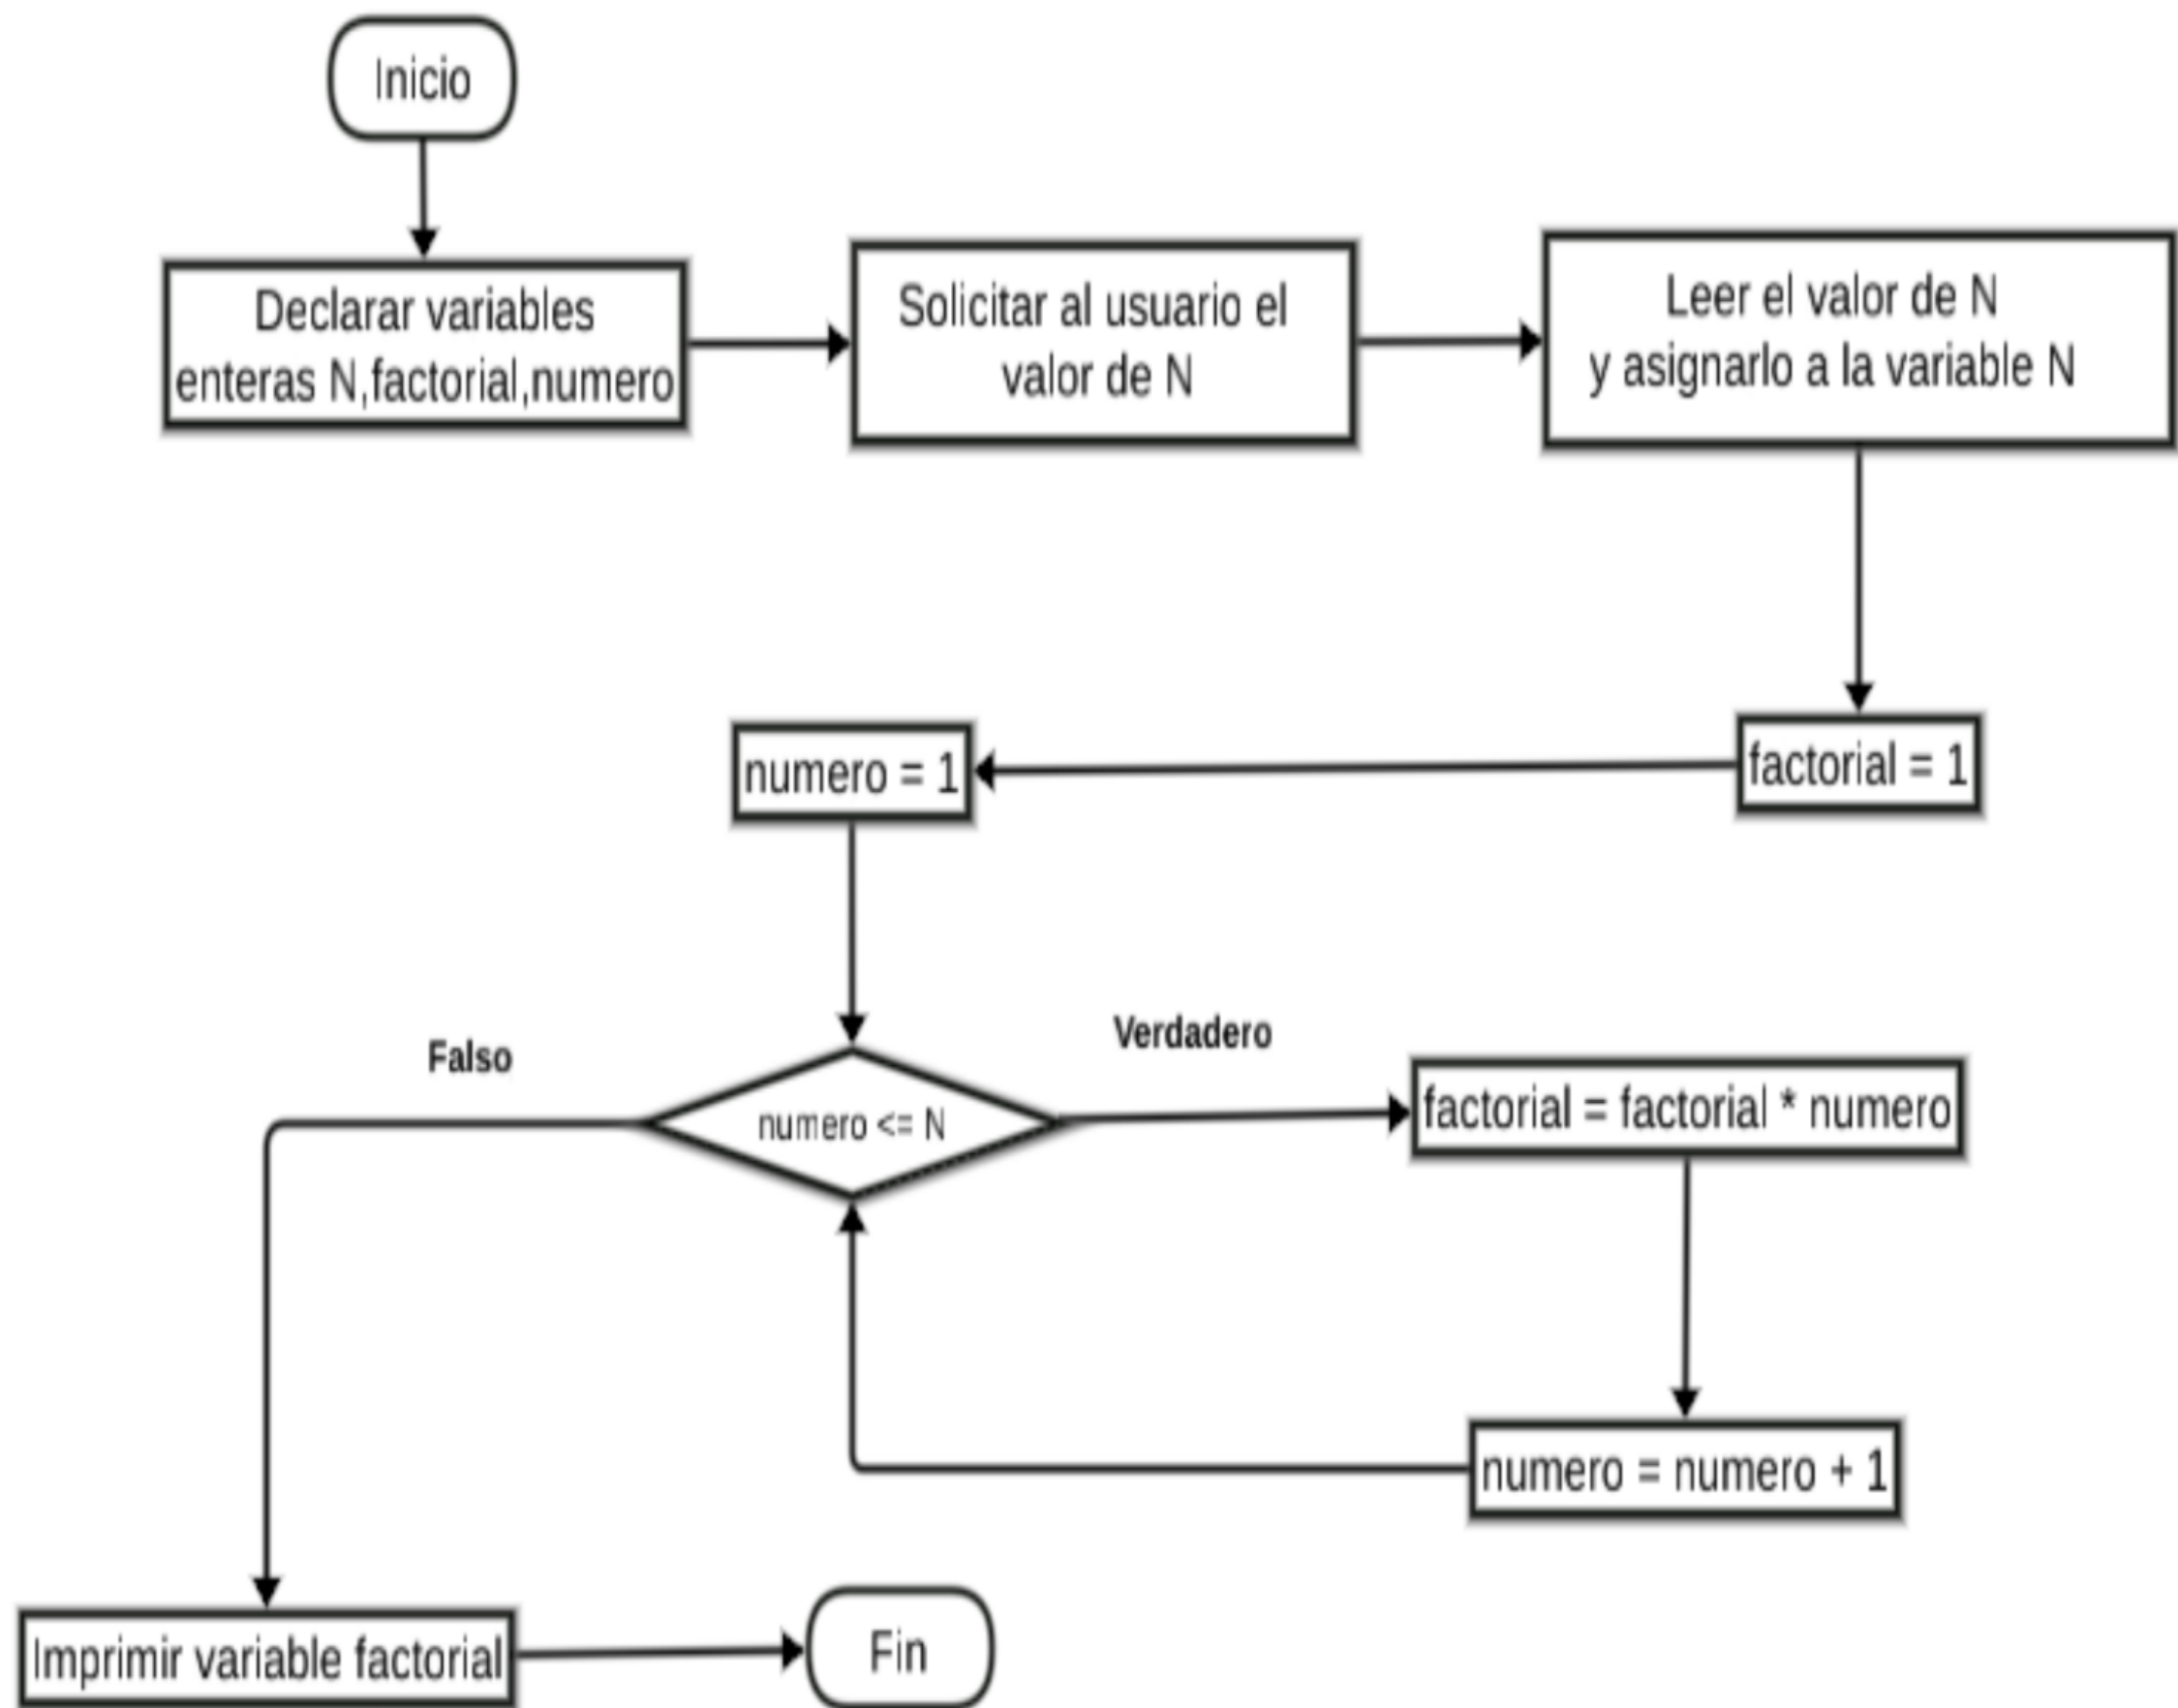 Inicio
Declarar variables
enteras N,factorial,numero
Solicitar al usuario el
valor de N
Leer el valor de N
y asignarlo a la variable N
factorial = 1
numero = 1
numero <= N
Verdadero
factorial = factorial * numero
numero = numero + 1
Falso
Imprimir variable factorial
Fin